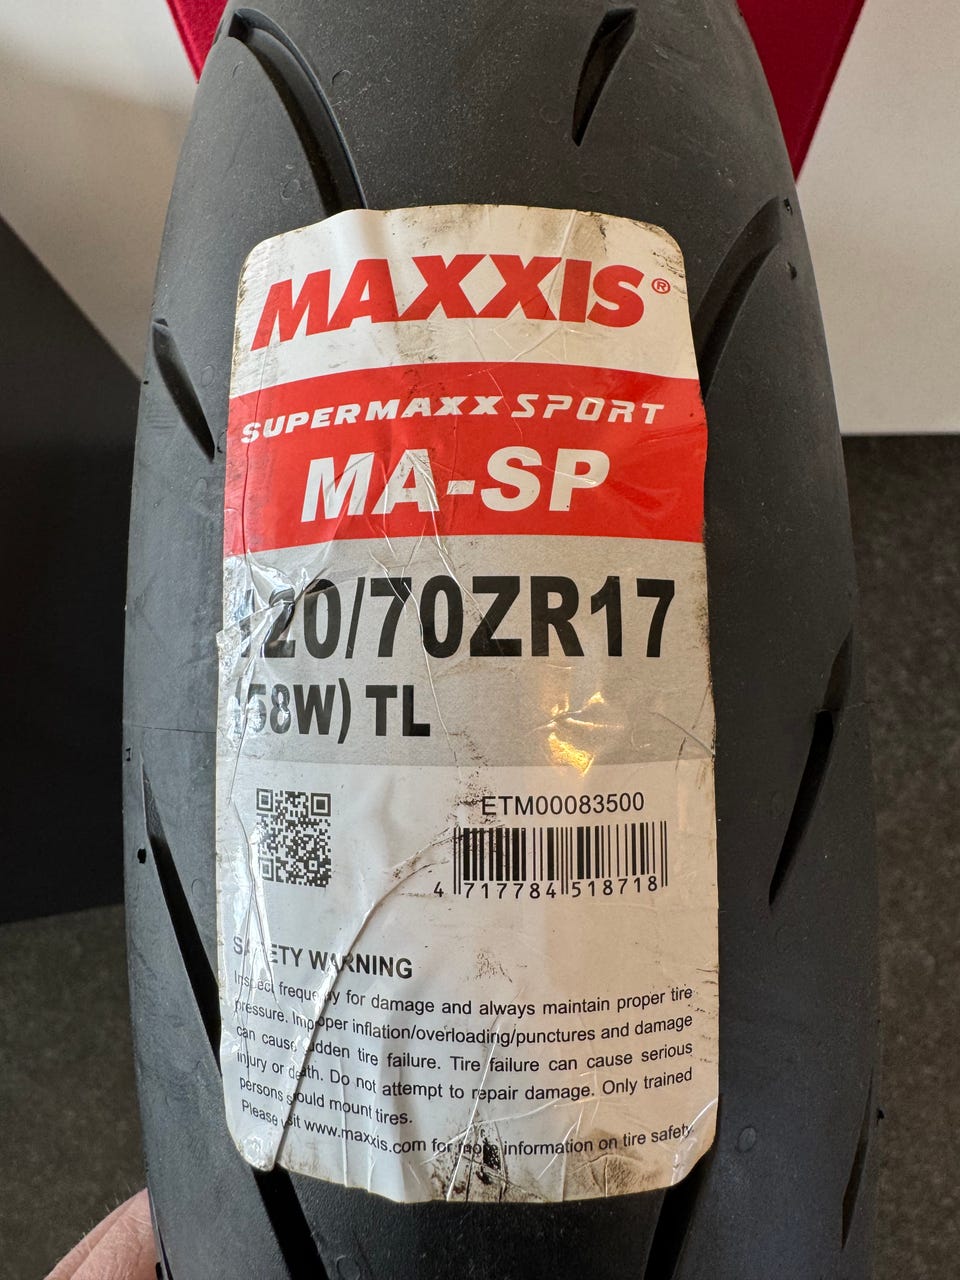 MAXXIS®
SUPERMAXX SPORT
MA-SP
120/70ZR17
(58W) TL
ETM00083500
4 717784 518718
SAFETY WARNING
Inspect frequently for damage and always maintain proper tire
pressure. Improper inflation/overloading/punctures and damage
can cause sudden tire failure. Tire failure can cause serious
injury or death. Do not attempt to repair damage. Only trained
persons should mount tires.
Please visit www.maxxis.com for more information on tire safety.